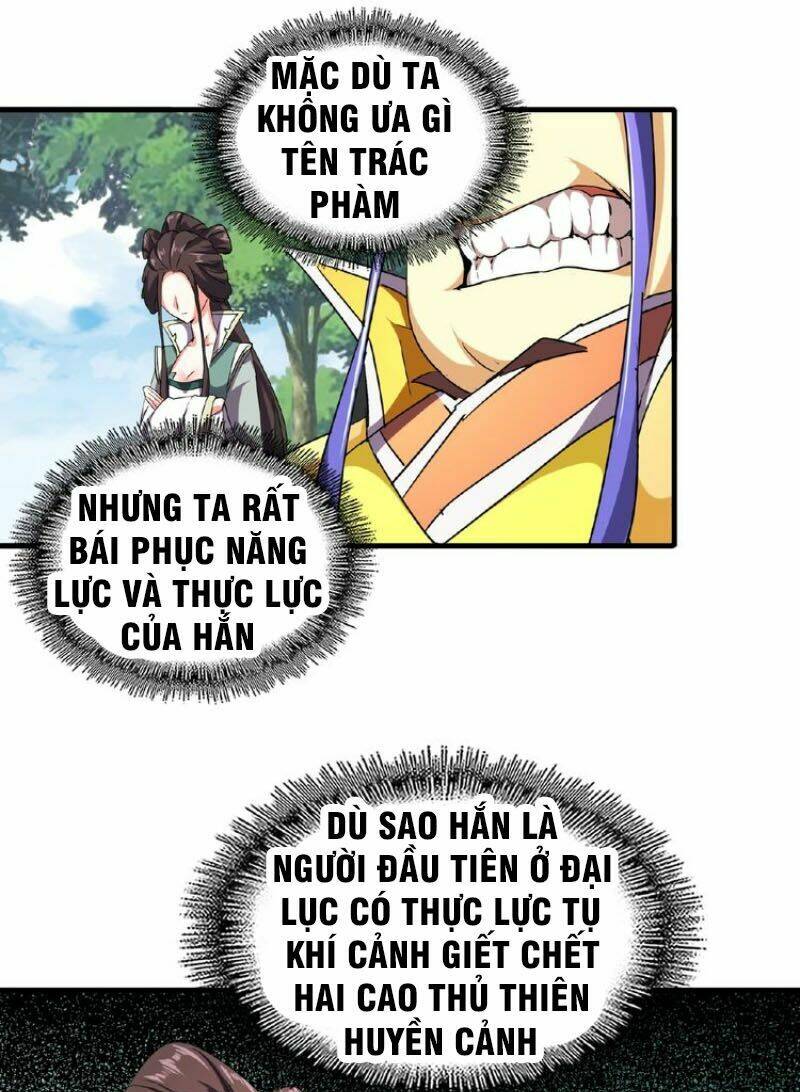 MẶC DÙ TA
KHÔNG ƯA GÌ
TÊN TRÁC
PHÀM
NHƯNG TA RẤT
BÁI PHỤC NĂNG
LỰC VÀ THỰC LỰC
CỦA HẮN
DÙ SAO HẮN LÀ
NGƯỜI ĐẦU TIÊN Ở ĐẠI
LỤC CÓ THỰC LỰC TỤ
KHÍ CẢNH GIẾT CHẾT
HAI CAO THỦ THIÊN
HUYỀN CẢNH